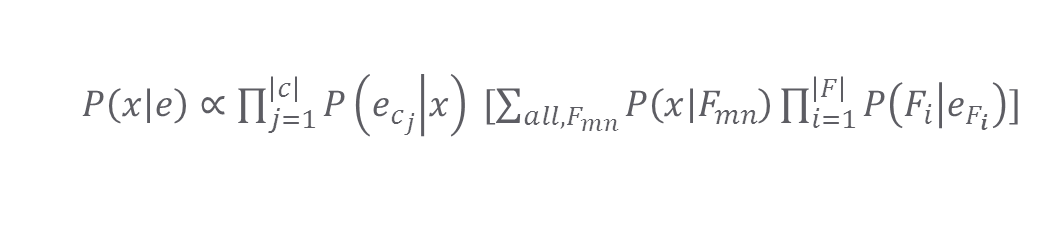 P(x|e) ∝ ∏_{j=1}^{|c|} P(e_{c_j}|x) [∑_{all,F_{mn}} P(x|F_{mn}) ∏_{i=1}^{|F|} P(F_i|e_{F_i})]